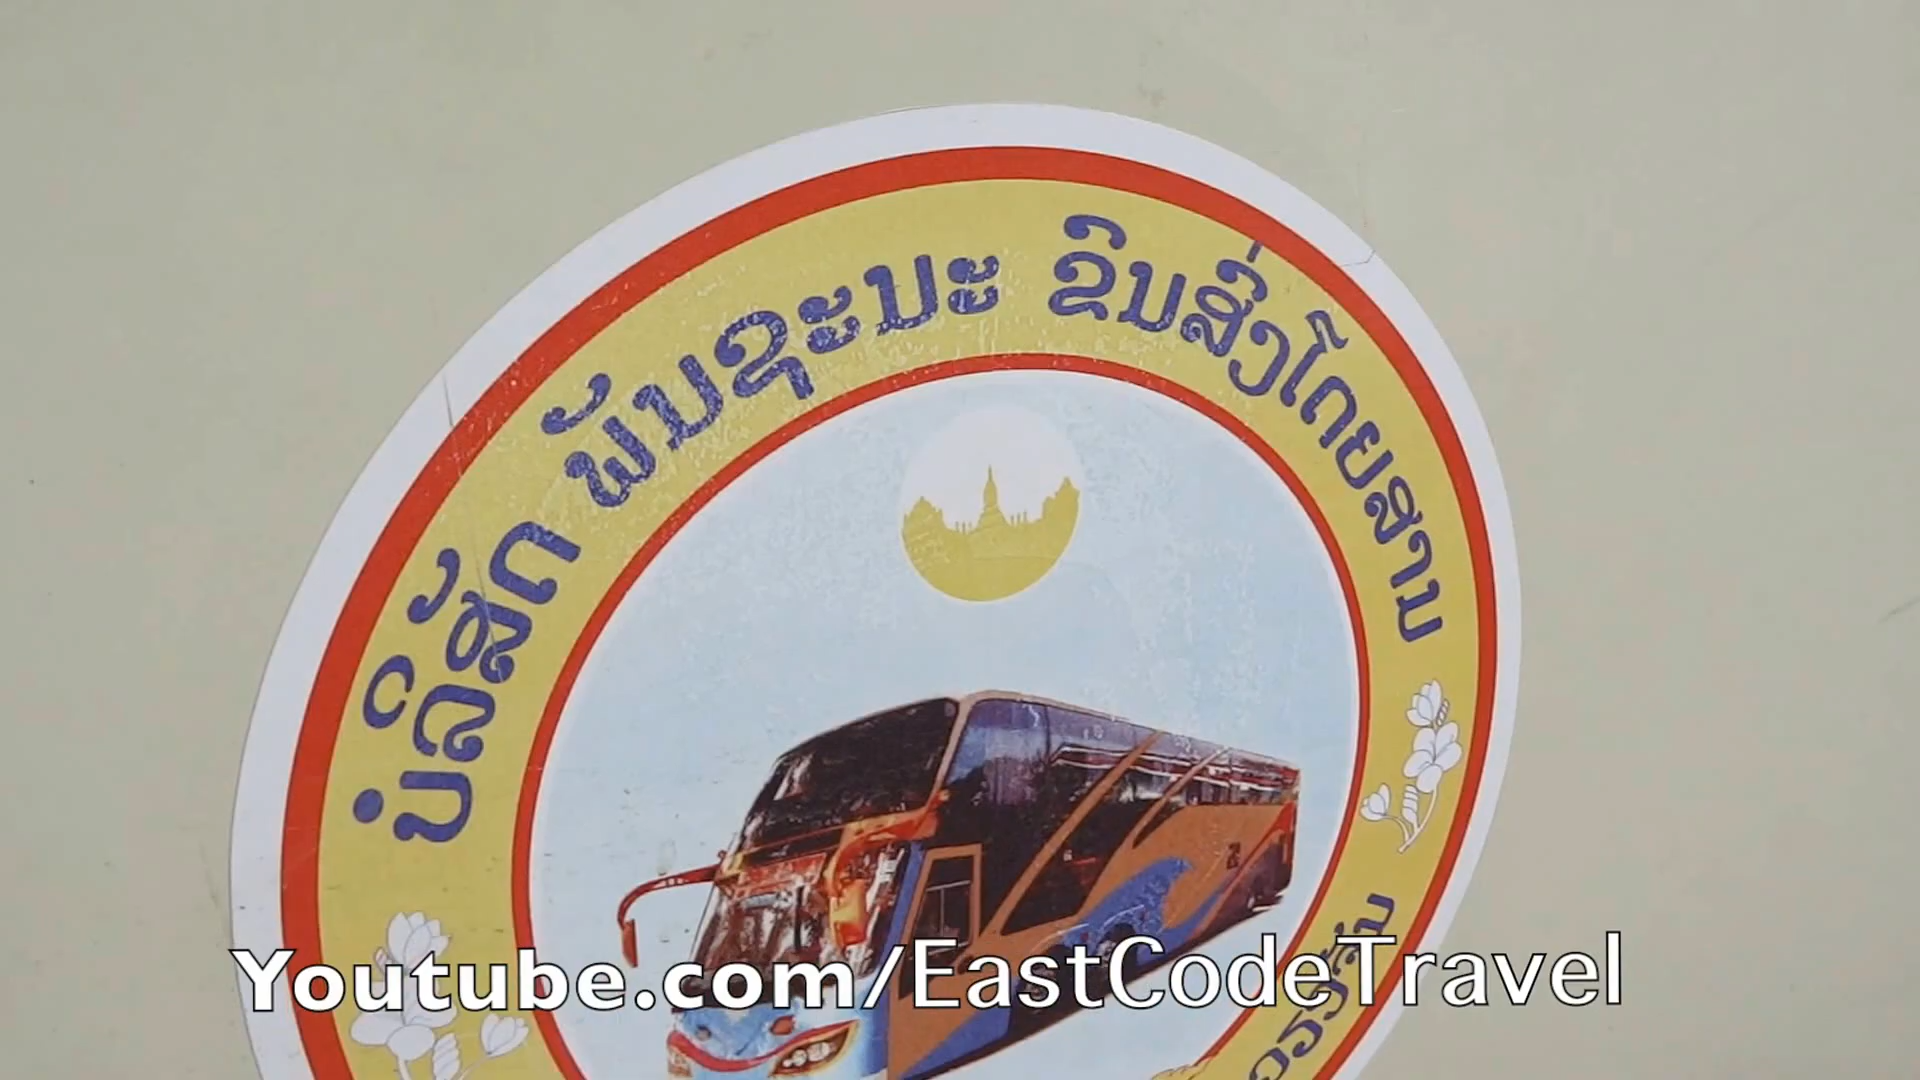 ບໍລິສັດ ພັນຊະນະ ຂົນສົ່ງໂດຍສານ
Youtube.com/EastCodeTravel